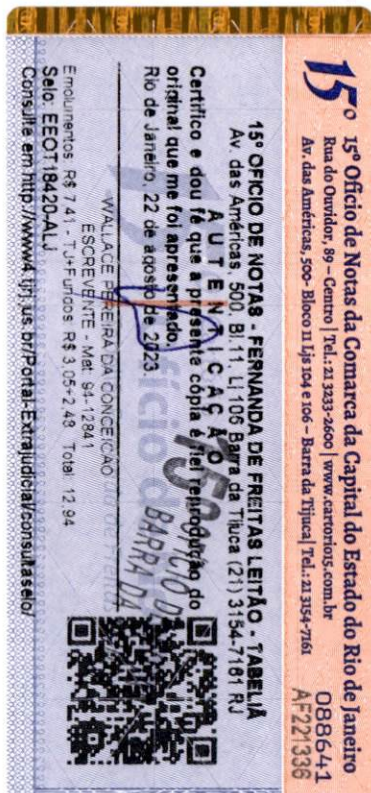 15º 15º Ofício de Notas da Comarca da Capital do Estado do Rio de Janeiro
Rua do Ouvidor, 89 – Centro | Tel.: 21 3233-2600 | www.cartorio15.com.br
Av. das Américas, 500 - Bloco 11 Ljs 104 e 106 – Barra da Tijuca | Tel.: 21 3154-7161
088641
AF221336
15º OFICIO DE NOTAS - FERNANDA DE FREITAS LEITÃO - TABELIÃ
Av. das Américas, 500, Bl.11, Lj 106 Barra da Tijuca (21) 3154-7161 RJ
AUTENTICAÇÃO
Certifico e dou fé que a presente cópia é fiel reprodução do
original que me foi apresentado.
Rio de Janeiro, 22 de agosto de 2023
WALLACE PEREIRA DA CONCEIÇÃO
ESCREVENTE - Mat. 94-12841
Emolumentos: R$ 7,41 - TJ+Fundos: R$ 3,05+2,48 Total: 12,94
Selo: EEOT18420-ALJ
Consulte em http://www4.tjrj.jus.br/Portal-Extrajudicial/consultaselo/
BARRA DA